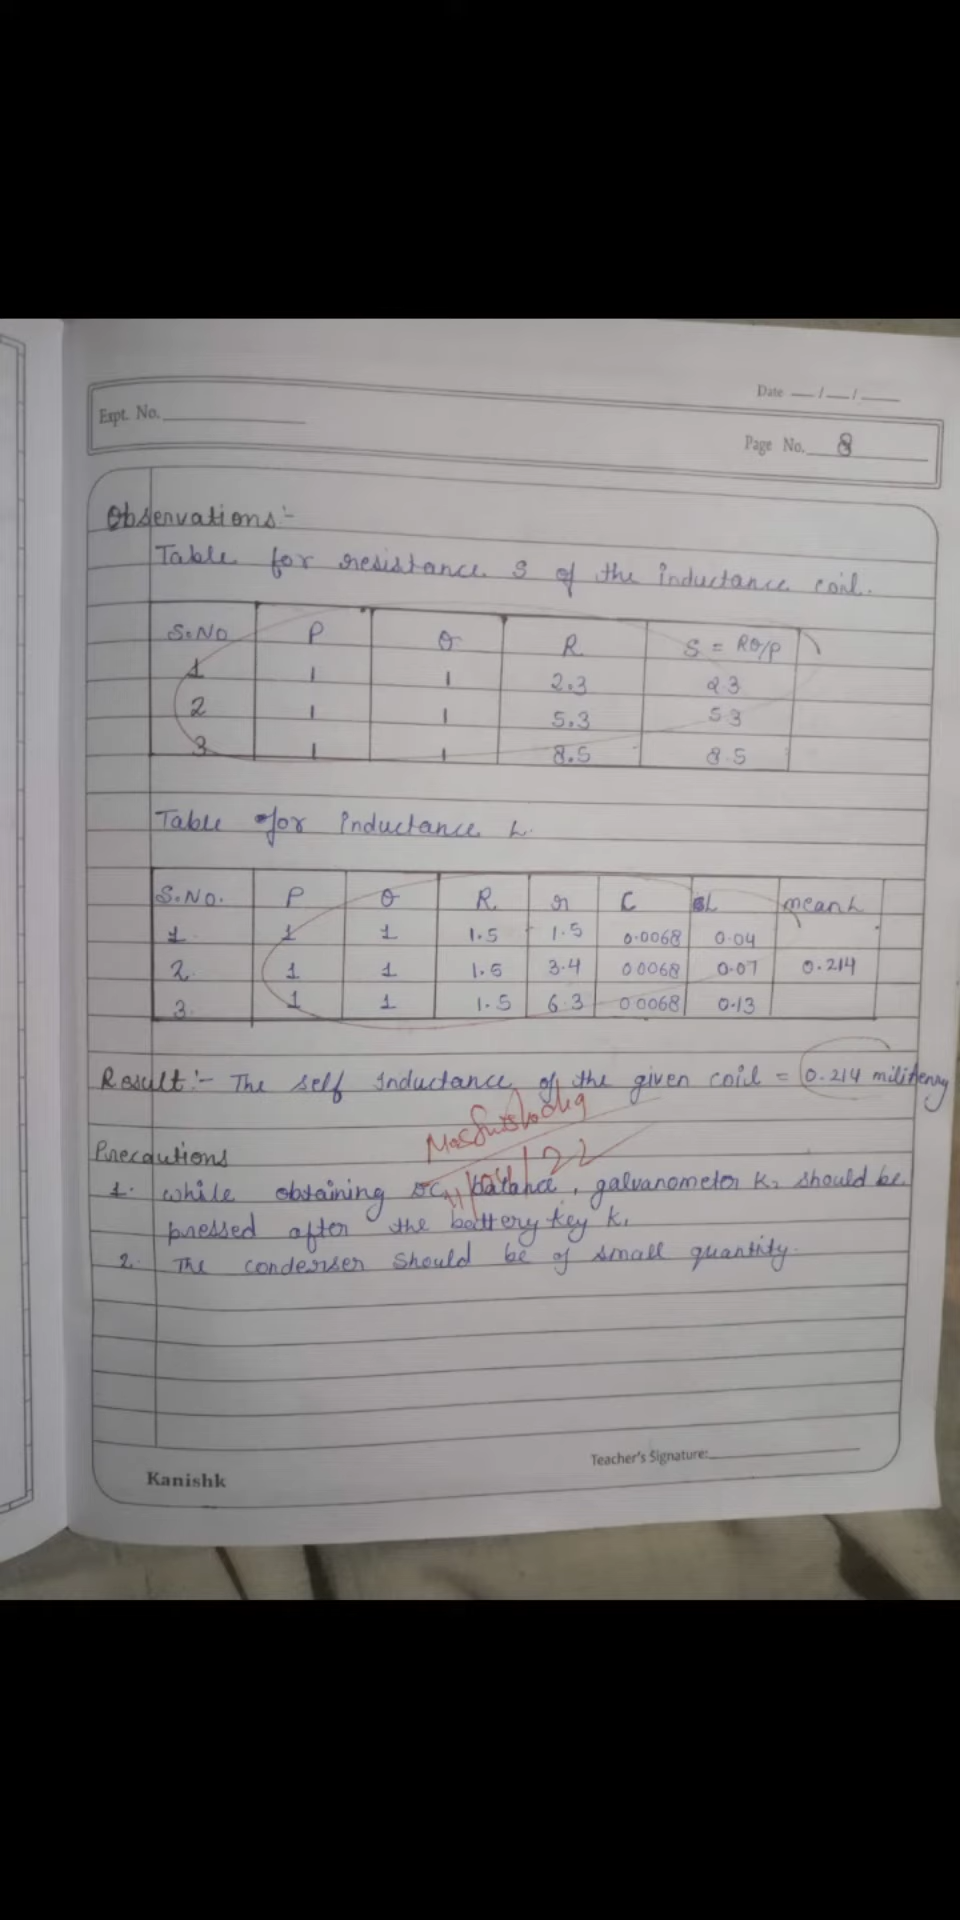 Date __/__/__
Expt. No.
Page No. 8
Observations:-
Table for resistance S of the inductance coil.
S.NO P Q R S = RQ/P
1 1 1 2.3 2.3
2 1 1 5.3 5.3
3 1 1 8.5 8.5
Table for Inductance L.
S.NO. P Q R r C L mean L
1 1 1 1.5 1.5 0.0068 0.04
2. 1 1 1.5 3.4 0.0068 0.07 0.214
3. 1 1 1.5 6.3 0.0068 0.13
Result:- The self Inductance of the given coil = 0.214 milihenry
Precautions
1. while obtaining DC balance, galvanometer K₂ should be
pressed after the battery key K₁
2. The condenser should be of small quantity.
Teacher's Signature:
Kanishk